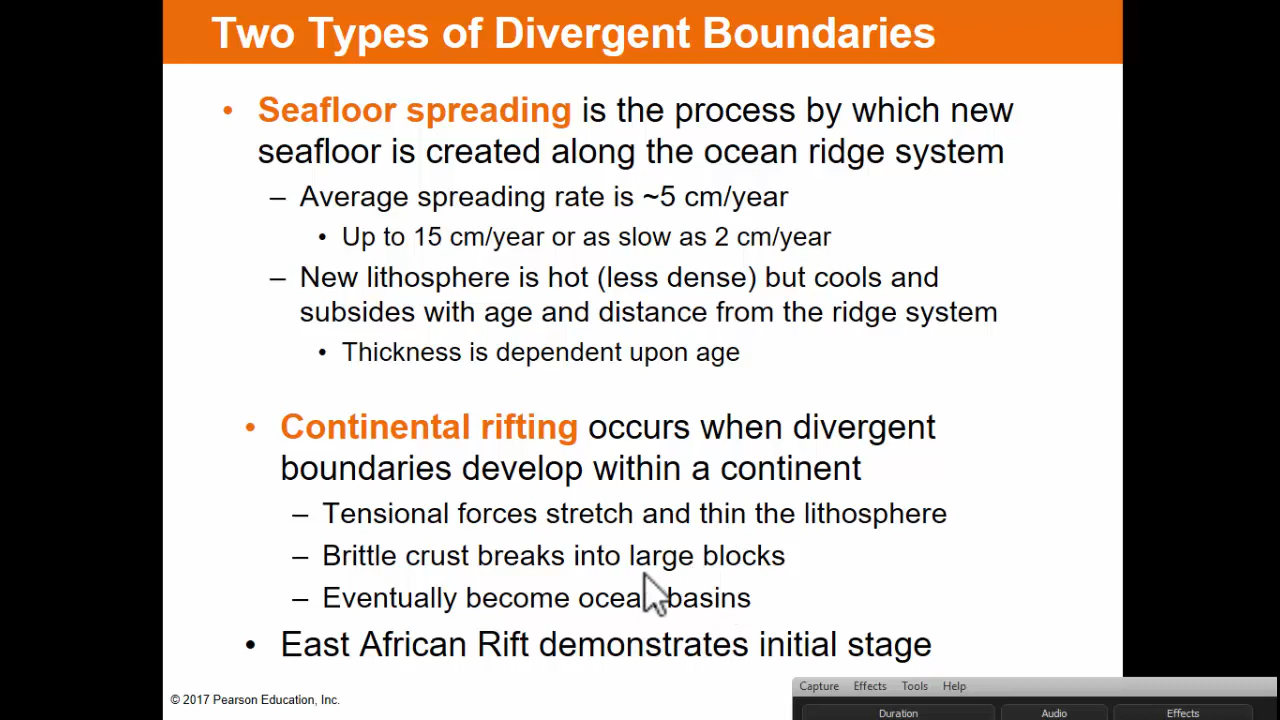 Two Types of Divergent Boundaries
• Seafloor spreading is the process by which new
seafloor is created along the ocean ridge system
– Average spreading rate is ~5 cm/year
• Up to 15 cm/year or as slow as 2 cm/year
– New lithosphere is hot (less dense) but cools and
subsides with age and distance from the ridge system
• Thickness is dependent upon age
• Continental rifting occurs when divergent
boundaries develop within a continent
– Tensional forces stretch and thin the lithosphere
– Brittle crust breaks into large blocks
– Eventually become ocean basins
• East African Rift demonstrates initial stage
© 2017 Pearson Education, Inc.
Capture Effects Tools Help
Duration Audio Effects